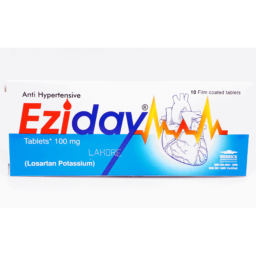 Anti Hypertensive
10 Film coated tablets
Eziday®
Tablets* 100 mg
LAHORE
(Losartan Potassium)